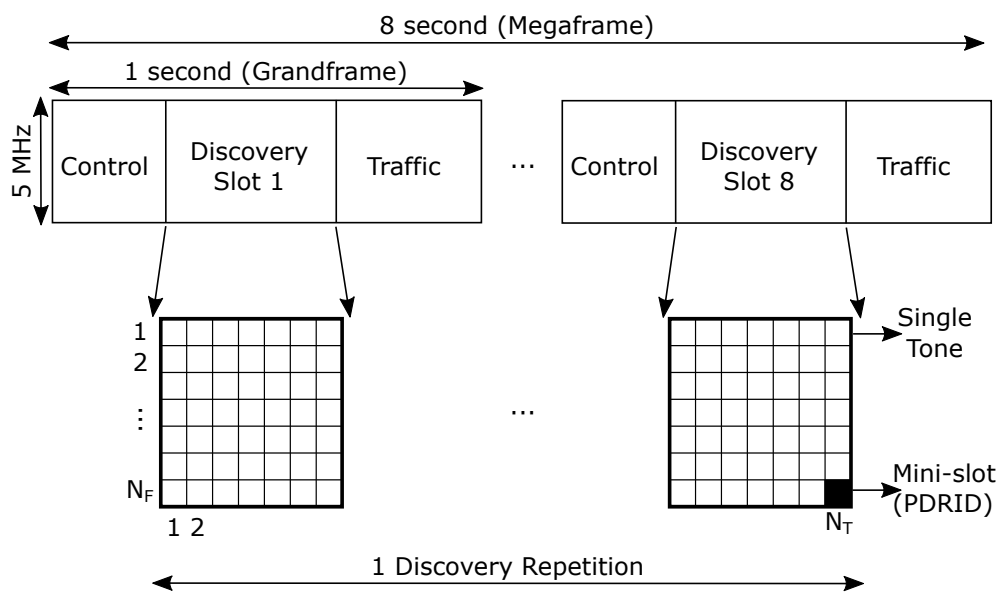 8 second (Megaframe)
1 second (Grandframe)
5 MHz
Control
Discovery
Slot 1
Traffic
...
Control
Discovery
Slot 8
Traffic
1
2
...
N_F
1 2
...
Single
Tone
Mini-slot
(PDRID)
N_T
1 Discovery Repetition